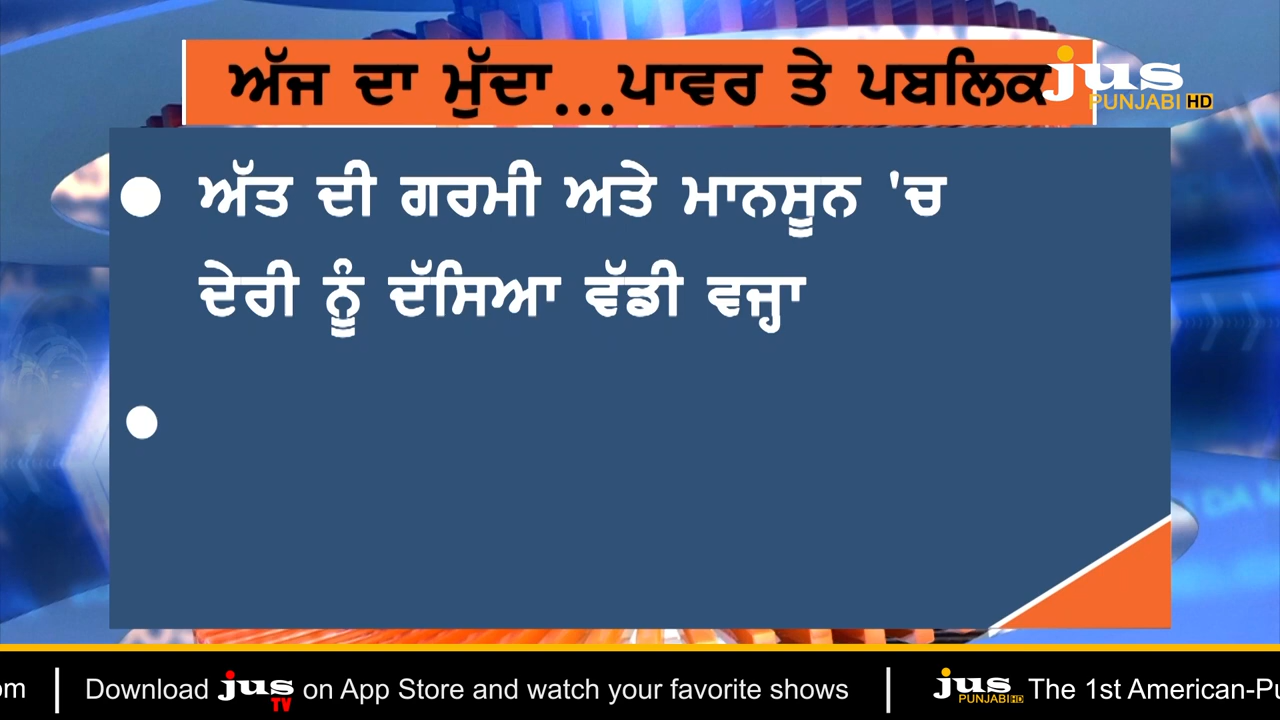 ਅੱਜ ਦਾ ਮੁੱਦਾ...ਪਾਵਰ ਤੇ ਪਬਲਿਕ
jus
PUNJABI HD
ਅੱਤ ਦੀ ਗਰਮੀ ਅਤੇ ਮਾਨਸੂਨ 'ਚ
ਦੇਰੀ ਨੂੰ ਦੱਸਿਆ ਵੱਡੀ ਵਜ੍ਹਾ
om | Download jus TV on App Store and watch your favorite shows | jus PUNJABI HD The 1st American-Pu